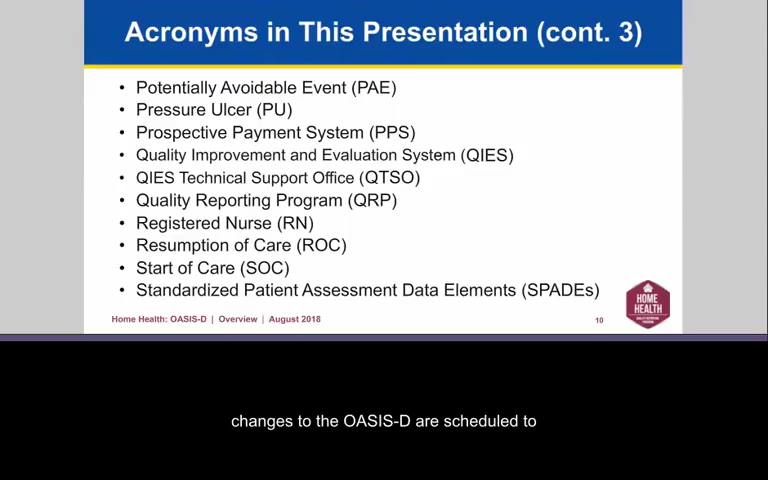 Acronyms in This Presentation (cont. 3)
• Potentially Avoidable Event (PAE)
• Pressure Ulcer (PU)
• Prospective Payment System (PPS)
• Quality Improvement and Evaluation System (QIES)
• QIES Technical Support Office (QTSO)
• Quality Reporting Program (QRP)
• Registered Nurse (RN)
• Resumption of Care (ROC)
• Start of Care (SOC)
• Standardized Patient Assessment Data Elements (SPADEs)
HOME
HEALTH
Home Health: OASIS-D | Overview | August 2018
10
changes to the OASIS-D are scheduled to